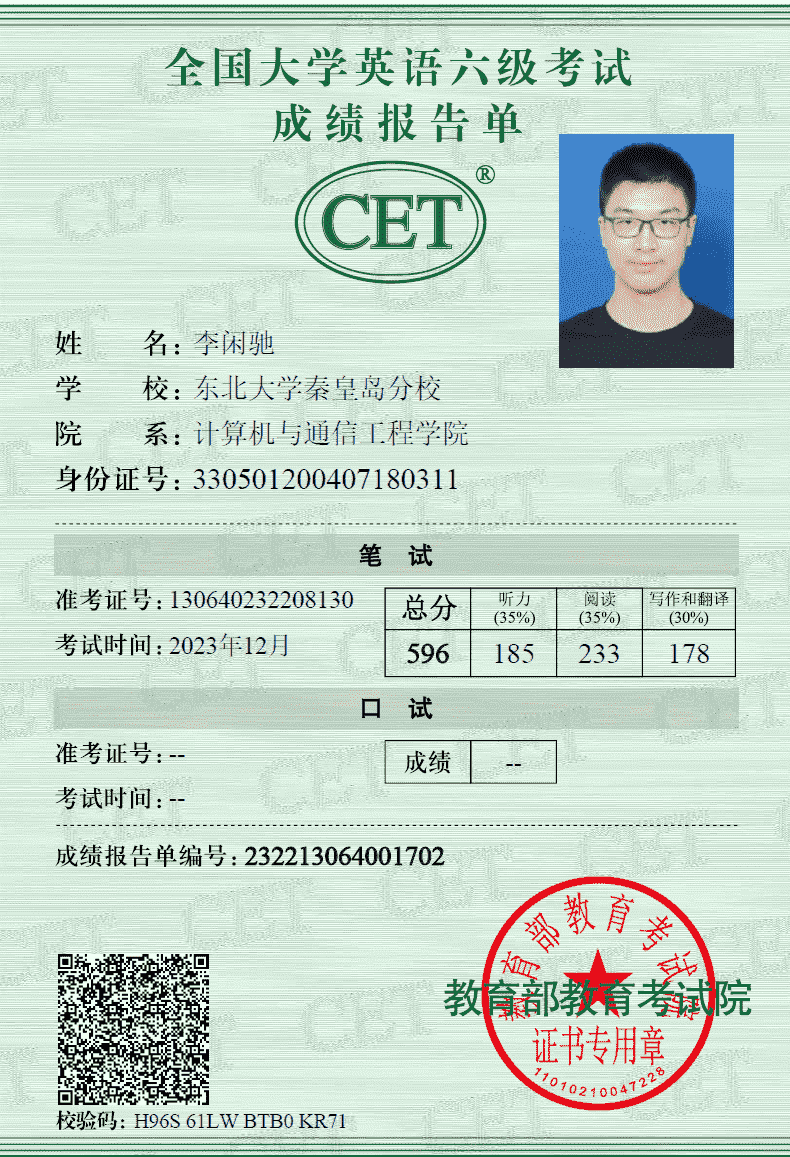 全国大学英语六级考试
成绩报告单
CET®
姓 名：李闲驰
学 校：东北大学秦皇岛分校
院 系：计算机与通信工程学院
身份证号：330501200407180311
笔 试
准考证号：130640232208130
考试时间：2023年12月
总分 听力(35%) 阅读(35%) 写作和翻译(30%)
596 185 233 178
口 试
准考证号：--
考试时间：--
成绩 --
成绩报告单编号：232213064001702
教育部教育考试院
教育部教育考试院
证书专用章
11010210047228
校验码：H96S 61LW BTB0 KR71